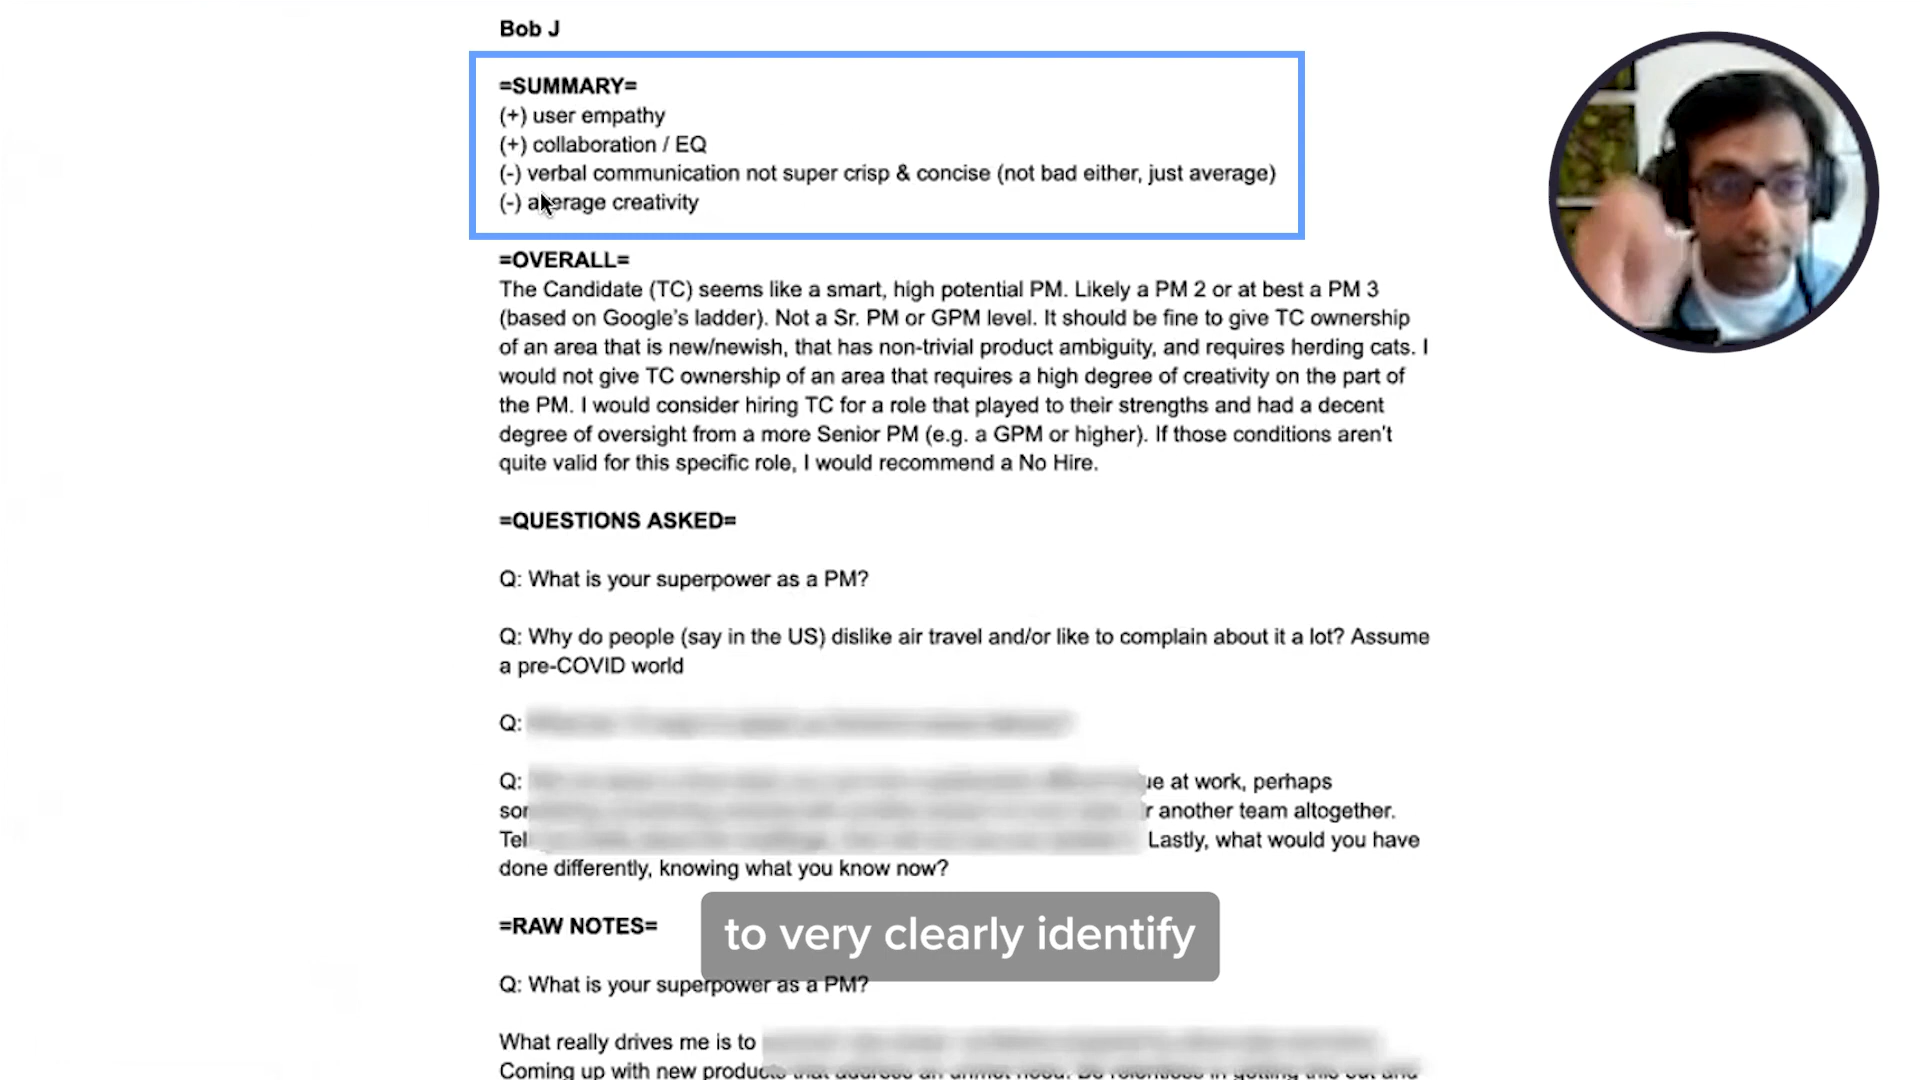 Bob J
=SUMMARY=
(+) user empathy
(+) collaboration / EQ
(-) verbal communication not super crisp & concise (not bad either, just average)
(-) average creativity
=OVERALL=
The Candidate (TC) seems like a smart, high potential PM. Likely a PM 2 or at best a PM 3
(based on Google's ladder). Not a Sr. PM or GPM level. It should be fine to give TC ownership
of an area that is new/newish, that has non-trivial product ambiguity, and requires herding cats. I
would not give TC ownership of an area that requires a high degree of creativity on the part of
the PM. I would consider hiring TC for a role that played to their strengths and had a decent
degree of oversight from a more Senior PM (e.g. a GPM or higher). If those conditions aren't
quite valid for this specific role, I would recommend a No Hire.
=QUESTIONS ASKED=
Q: What is your superpower as a PM?
Q: Why do people (say in the US) dislike air travel and/or like to complain about it a lot? Assume
a pre-COVID world
Q:
Q: at work, perhaps
another team altogether.
Lastly, what would you have
done differently, knowing what you know now?
=RAW NOTES=
to very clearly identify
Q: What is your superpower as a PM?
What really drives me is to
Coming up with new